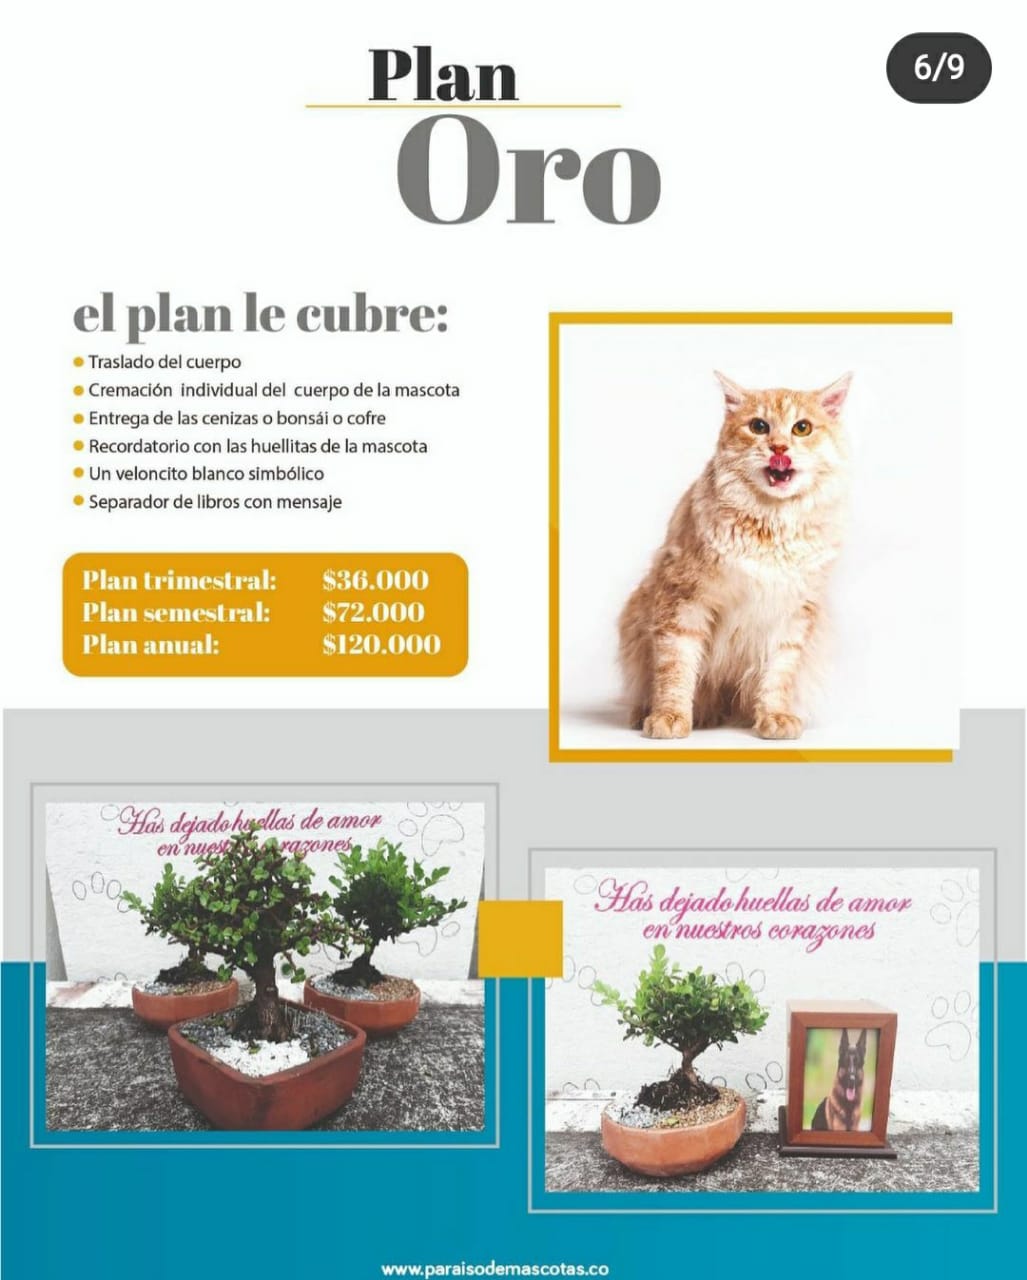 6/9
Plan
Oro
el plan le cubre:
Traslado del cuerpo
Cremación individual del cuerpo de la mascota
Entrega de las cenizas o bonsái o cofre
Recordatorio con las huellitas de la mascota
Un veloncito blanco simbólico
Separador de libros con mensaje
Plan trimestral: $36.000
Plan semestral: $72.000
Plan anual: $120.000
Has dejado huellas de amor
en nuestros corazones
Has dejado huellas de amor
en nuestros corazones
www.paraisodemascotas.co